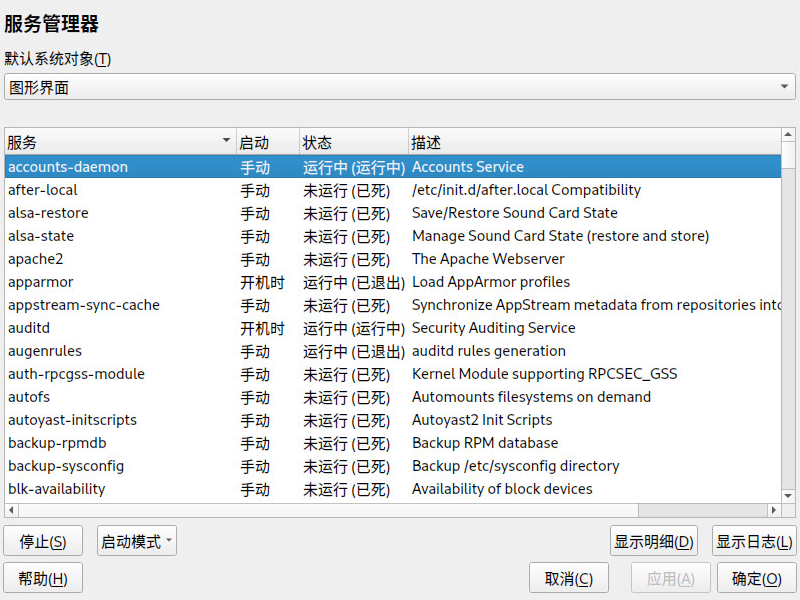 服务管理器
默认系统对象(T)
图形界面
服务 启动 状态 描述
accounts-daemon 手动 运行中 (运行中) Accounts Service
after-local 手动 未运行 (已死) /etc/init.d/after.local Compatibility
alsa-restore 手动 未运行 (已死) Save/Restore Sound Card State
alsa-state 手动 未运行 (已死) Manage Sound Card State (restore and store)
apache2 手动 未运行 (已死) The Apache Webserver
apparmor 开机时 运行中 (已退出) Load AppArmor profiles
appstream-sync-cache 手动 未运行 (已死) Synchronize AppStream metadata from repositories into
auditd 开机时 运行中 (运行中) Security Auditing Service
augenrules 手动 运行中 (已退出) auditd rules generation
auth-rpcgss-module 手动 未运行 (已死) Kernel Module supporting RPCSEC_GSS
autofs 手动 未运行 (已死) Automounts filesystems on demand
autoyast-initscripts 手动 未运行 (已死) Autoyast2 Init Scripts
backup-rpmdb 手动 未运行 (已死) Backup RPM database
backup-sysconfig 手动 未运行 (已死) Backup /etc/sysconfig directory
blk-availability 手动 未运行 (已死) Availability of block devices
停止(S) 启动模式 显示明细(D) 显示日志(L)
帮助(H) 取消(C) 应用(A) 确定(O)